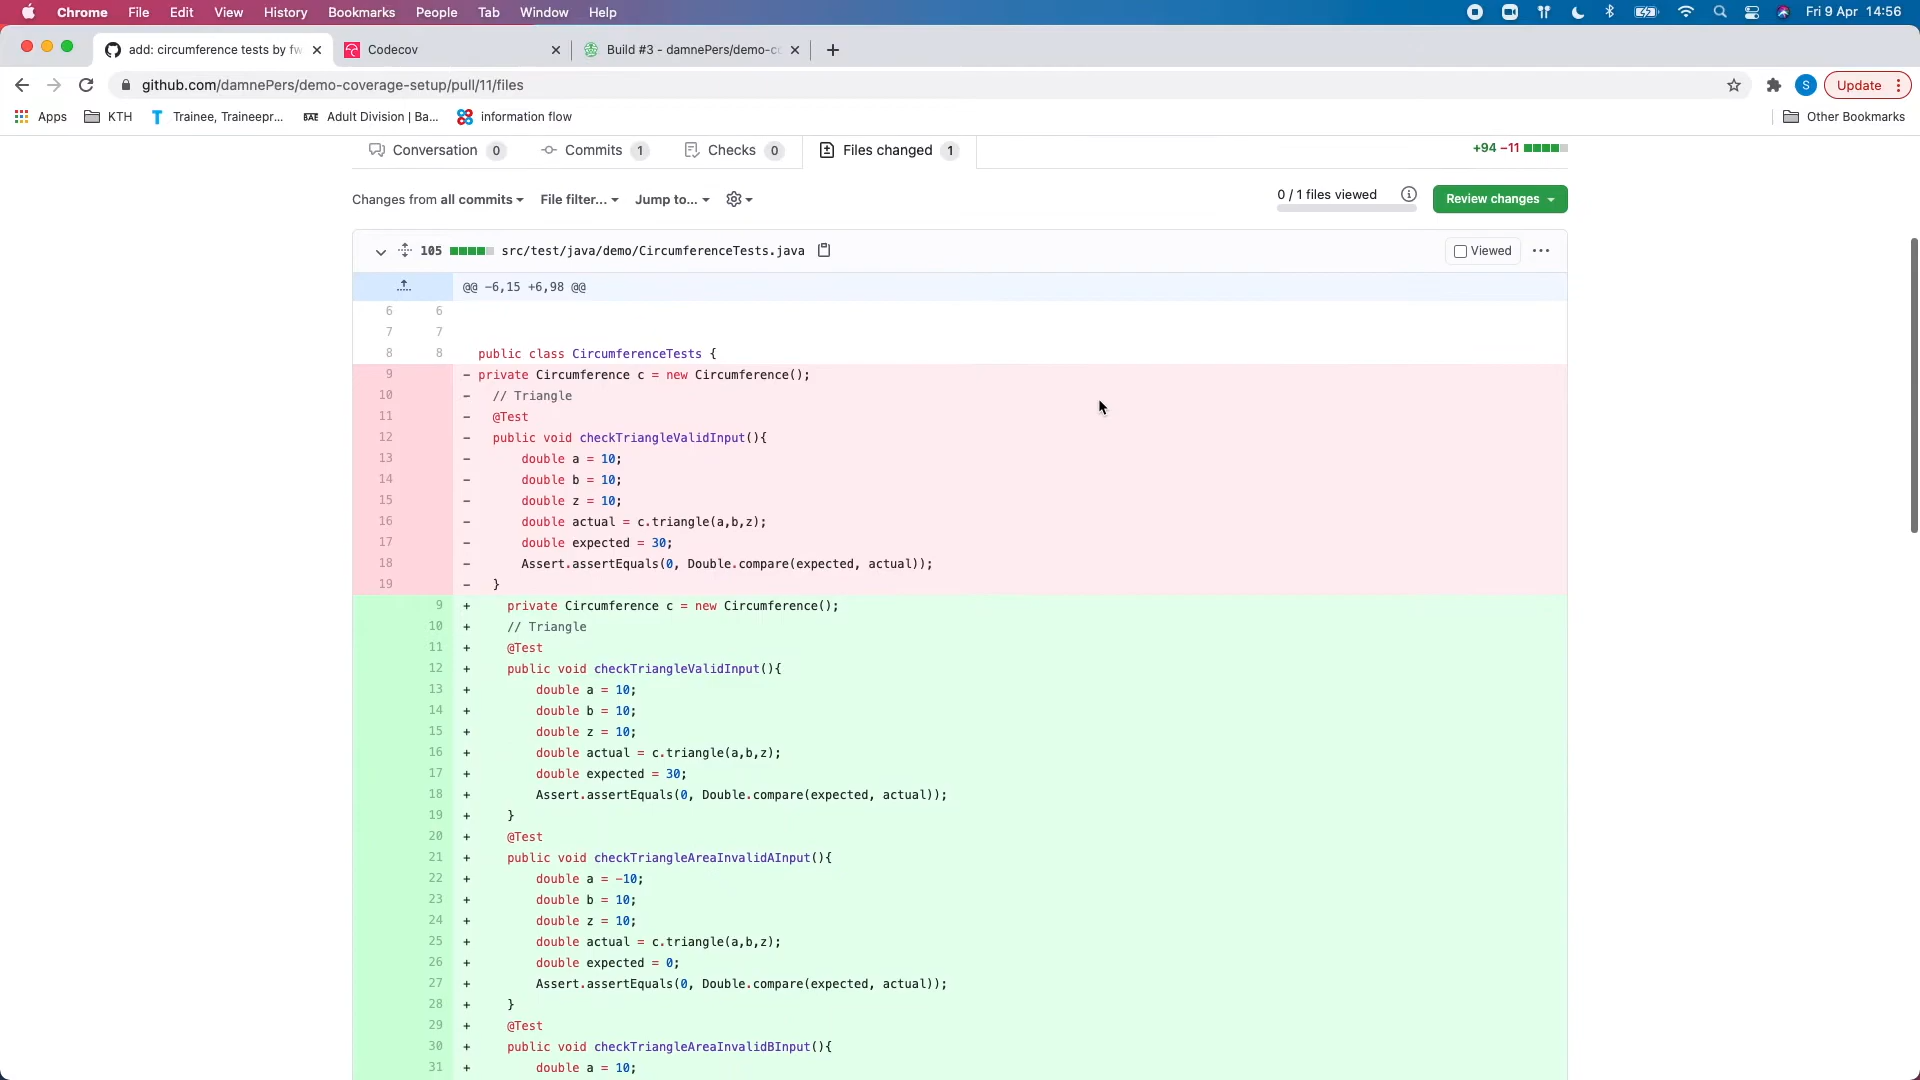 Chrome File Edit View History Bookmarks People Tab Window Help Fri 9 Apr 14:56
add: circumference tests by fw Codecov Build #3 - damnePers/demo-co
github.com/damnePers/demo-coverage-setup/pull/11/files S Update
Apps KTH T Trainee, Traineepr... BAE Adult Division | Ba... information flow Other Bookmarks
Conversation 0 Commits 1 Checks 0 Files changed 1 +94 −11
Changes from all commits File filter... Jump to... 0 / 1 files viewed Review changes
105 src/test/java/demo/CircumferenceTests.java Viewed
@@ -6,15 +6,98 @@
6 6
7 7
8 8 public class CircumferenceTests {
9 - private Circumference c = new Circumference();
10 - // Triangle
11 - @Test
12 - public void checkTriangleValidInput(){
13 - double a = 10;
14 - double b = 10;
15 - double z = 10;
16 - double actual = c.triangle(a,b,z);
17 - double expected = 30;
18 - Assert.assertEquals(0, Double.compare(expected, actual));
19 - }
9 + private Circumference c = new Circumference();
10 + // Triangle
11 + @Test
12 + public void checkTriangleValidInput(){
13 + double a = 10;
14 + double b = 10;
15 + double z = 10;
16 + double actual = c.triangle(a,b,z);
17 + double expected = 30;
18 + Assert.assertEquals(0, Double.compare(expected, actual));
19 + }
20 + @Test
21 + public void checkTriangleAreaInvalidAInput(){
22 + double a = -10;
23 + double b = 10;
24 + double z = 10;
25 + double actual = c.triangle(a,b,z);
26 + double expected = 0;
27 + Assert.assertEquals(0, Double.compare(expected, actual));
28 + }
29 + @Test
30 + public void checkTriangleAreaInvalidBInput(){
31 + double a = 10;